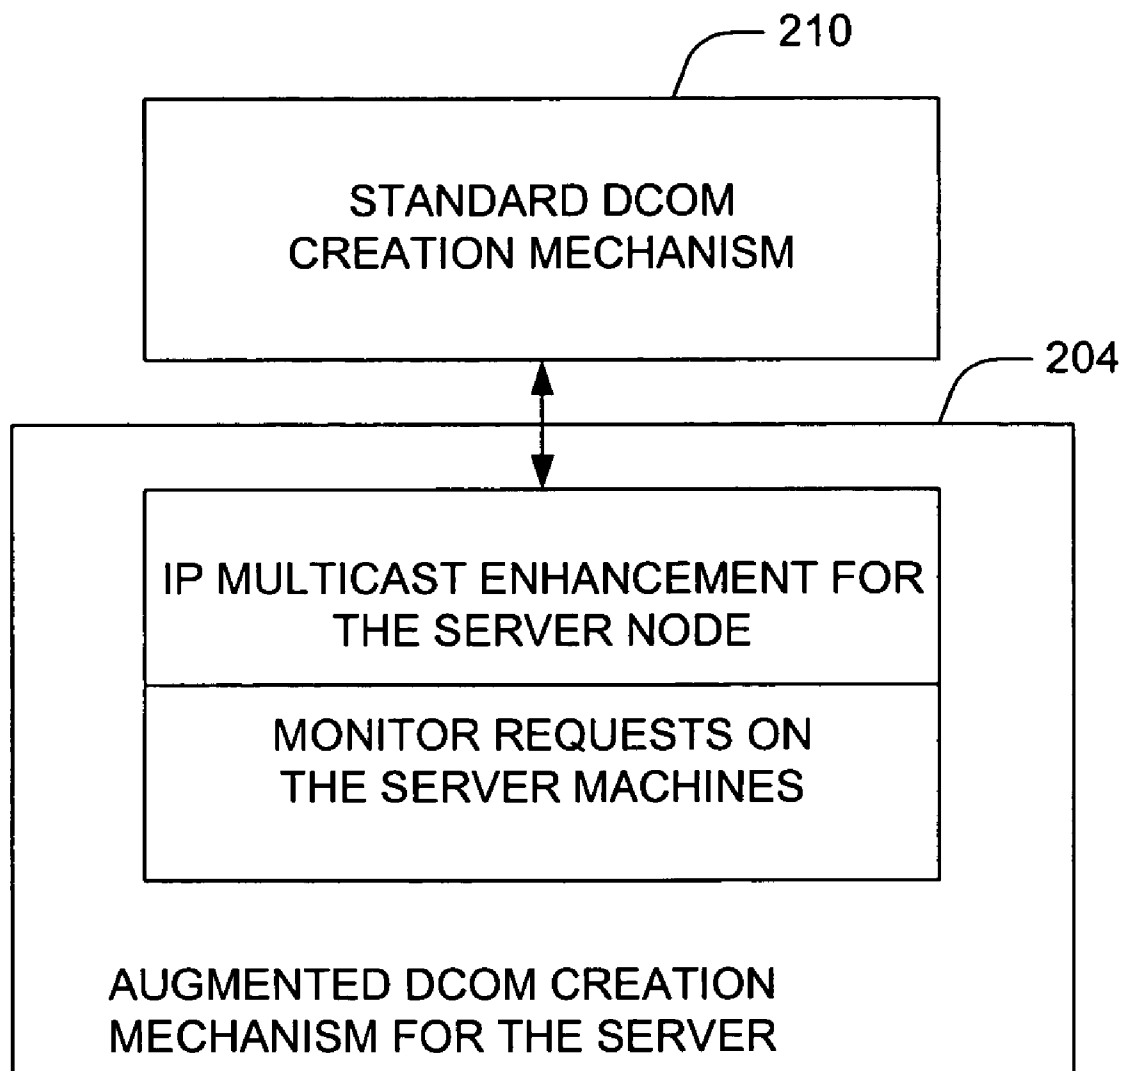 210
STANDARD DCOM
CREATION MECHANISM
204
IP MULTICAST ENHANCEMENT FOR
THE SERVER NODE
MONITOR REQUESTS ON
THE SERVER MACHINES
AUGMENTED DCOM CREATION
MECHANISM FOR THE SERVER